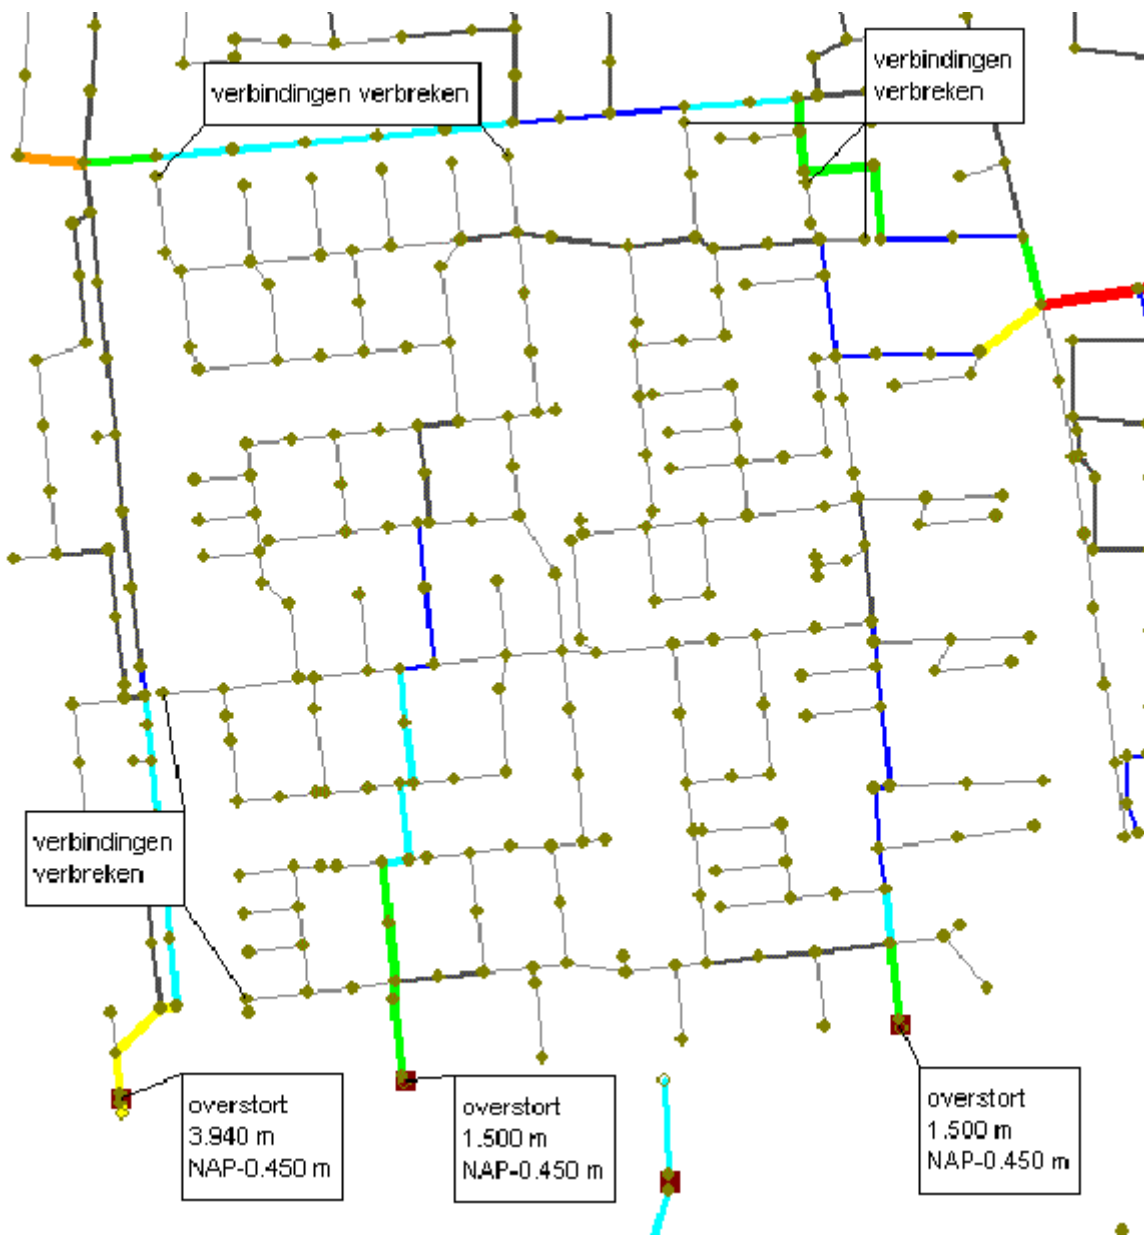 verbindingen verbreken
verbindingen
verbreken
verbindingen
verbreken
overstort
3.940 m
NAP-0.450 m
overstort
1.500 m
NAP-0.450 m
overstort
1.500 m
NAP-0.450 m